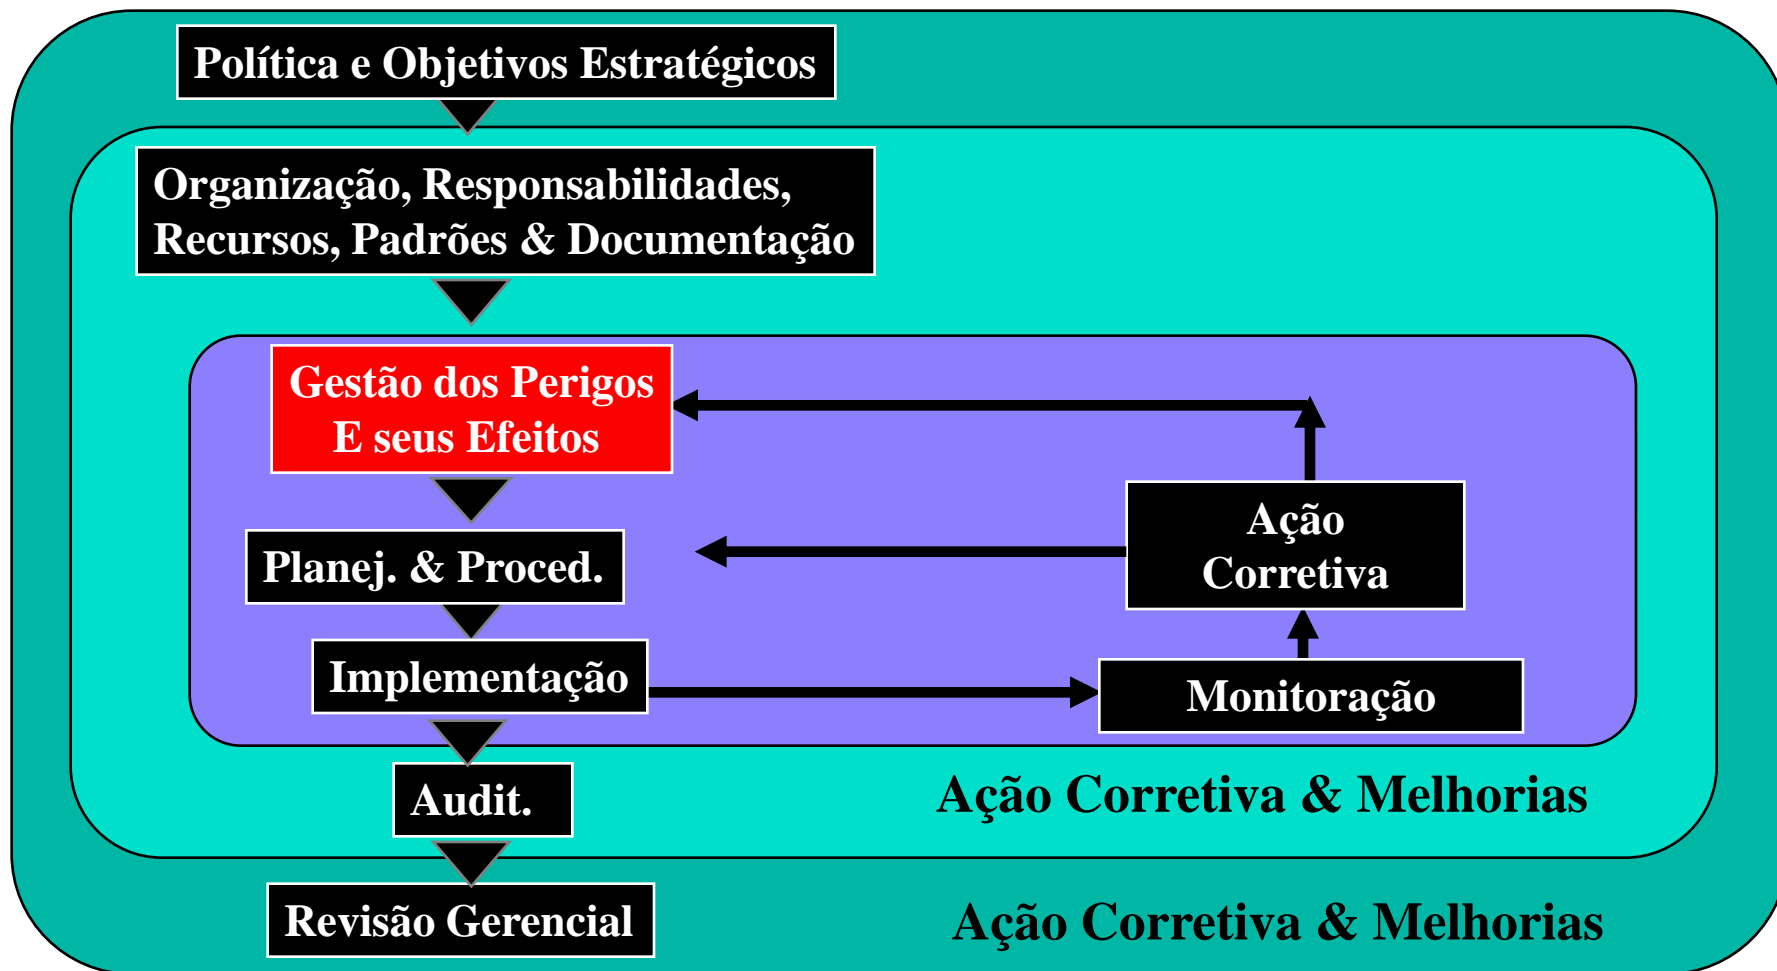 Política e Objetivos Estratégicos
Organização, Responsabilidades,
Recursos, Padrões & Documentação
Gestão dos Perigos
E seus Efeitos
Planej. & Proced.
Implementação
Ação
Corretiva
Monitoração
Audit.
Ação Corretiva & Melhorias
Revisão Gerencial
Ação Corretiva & Melhorias